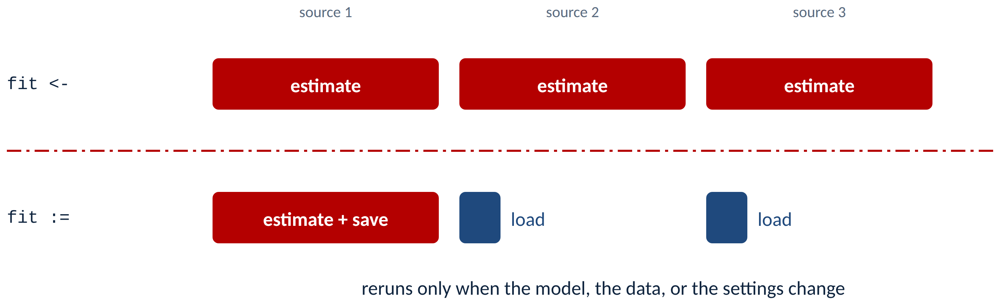 source 1 source 2 source 3
fit <- estimate estimate estimate
fit := estimate + save load load
reruns only when the model, the data, or the settings change